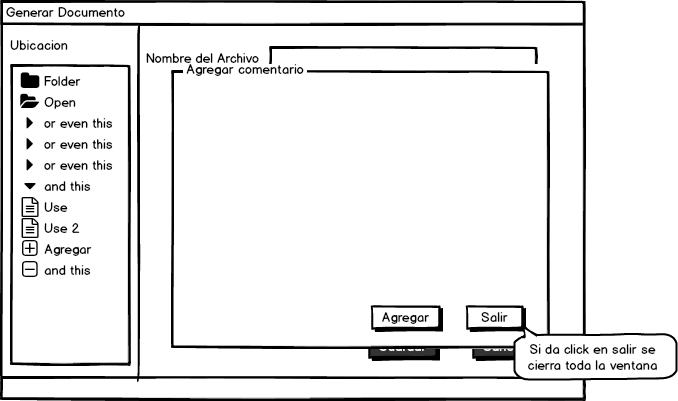 Generar Documento
Ubicacion
Folder
Open
or even this
or even this
or even this
and this
Use
Use 2
Agregar
and this
Nombre del Archivo
Agregar comentario
Agregar
Salir
Si da click en salir se
cierra toda la ventana